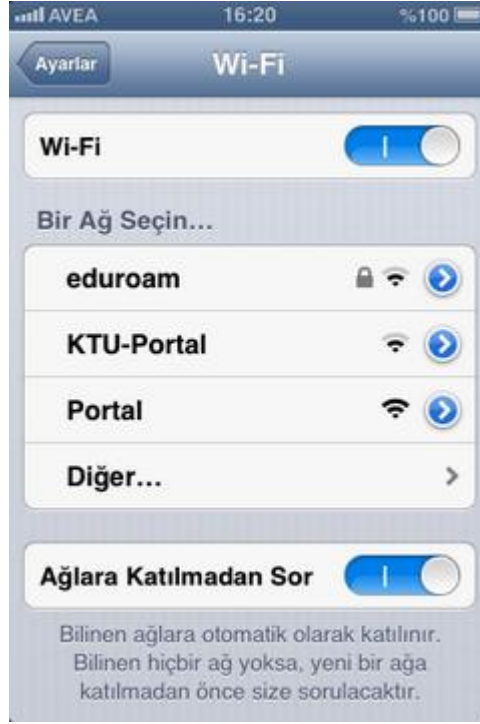 AVEA 16:20 %100
Ayarlar Wi-Fi
Wi-Fi
Bir Ağ Seçin...
eduroam
KTU-Portal
Portal
Diğer...
Ağlara Katılmadan Sor
Bilinen ağlara otomatik olarak katılınır.
Bilinen hiçbir ağ yoksa, yeni bir ağa
katılmadan önce size sorulacaktır.